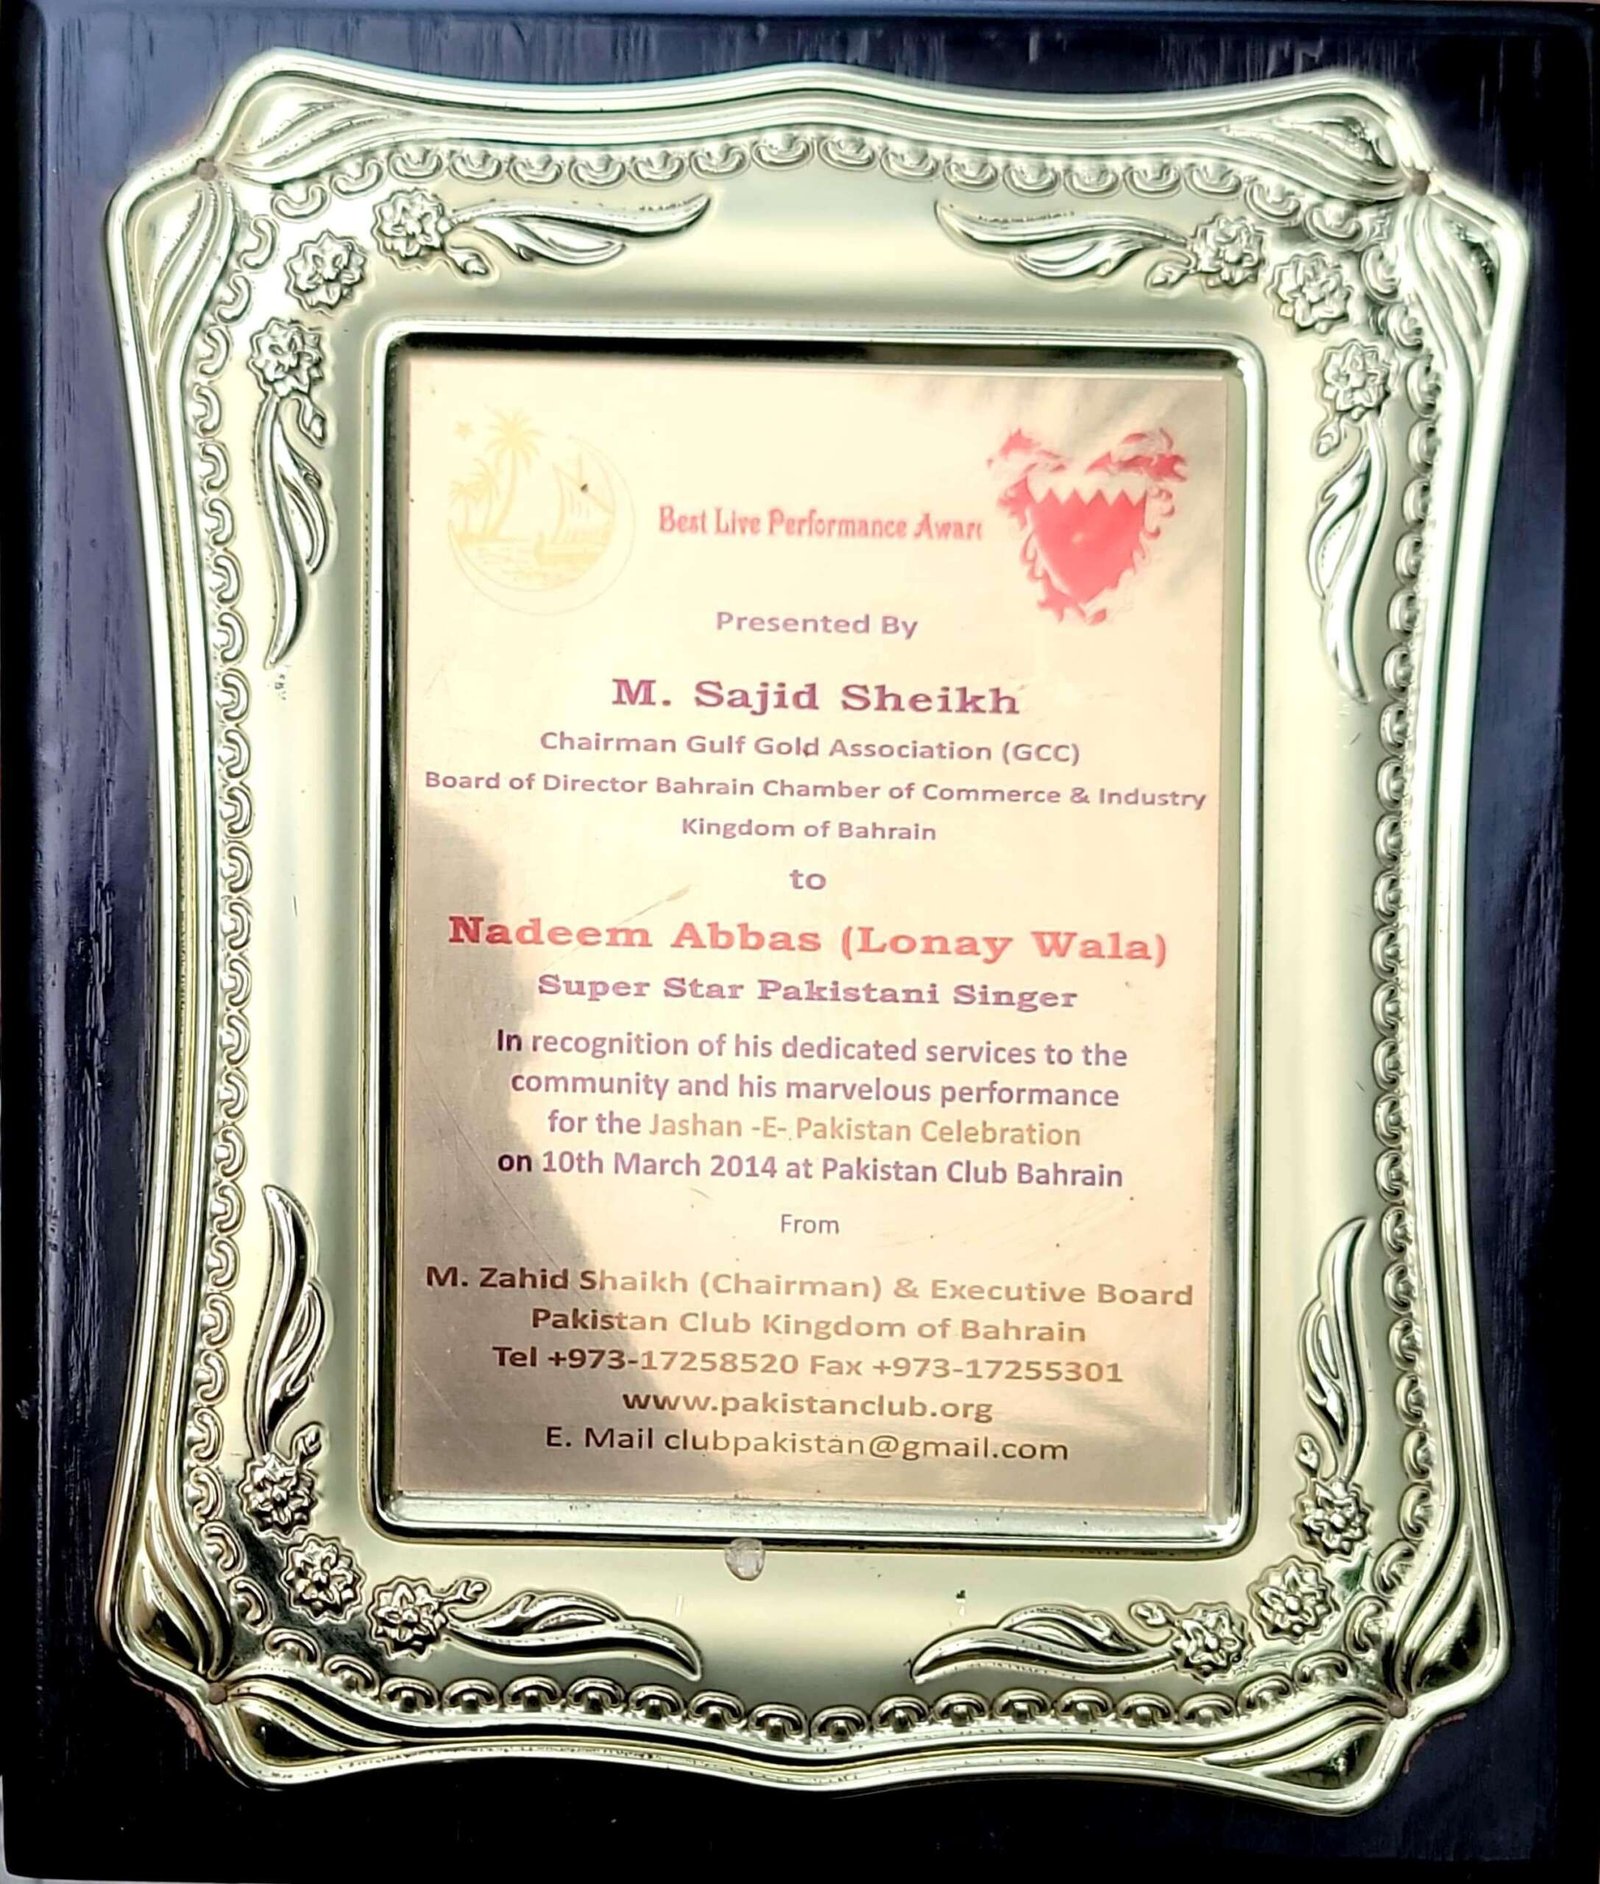 Best Live Performance Awar
Presented By
M. Sajid Sheikh
Chairman Gulf Gold Association (GCC)
Board of Director Bahrain Chamber of Commerce & Industry
Kingdom of Bahrain
to
Nadeem Abbas (Lonay Wala)
Super Star Pakistani Singer
In recognition of his dedicated services to the
community and his marvelous performance
for the Jashan -E- Pakistan Celebration
on 10th March 2014 at Pakistan Club Bahrain
From
M. Zahid Shaikh (Chairman) & Executive Board
Pakistan Club Kingdom of Bahrain
Tel +973-17258520 Fax +973-17255301
www.pakistanclub.org
E. Mail clubpakistan@gmail.com